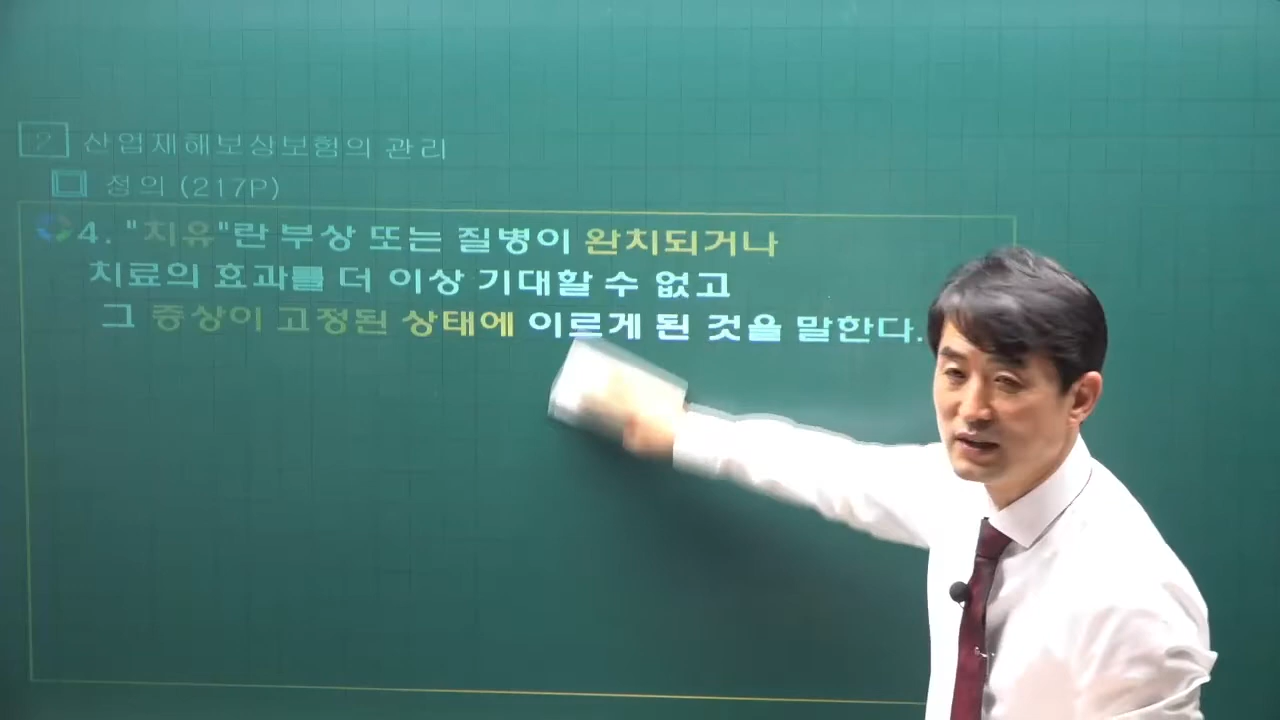 2 산업재해보상보험의 관리
정의 (217P)
4. "치유"란 부상 또는 질병이 완치되거나
치료의 효과를 더 이상 기대할 수 없고
그 증상이 고정된 상태에 이르게 된 것을 말한다.